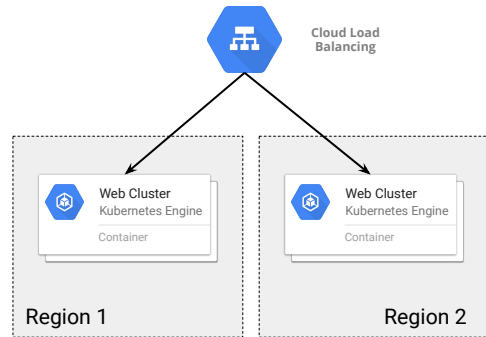 Cloud Load
Balancing
Web Cluster
Kubernetes Engine
Container
Region 1
Web Cluster
Kubernetes Engine
Container
Region 2